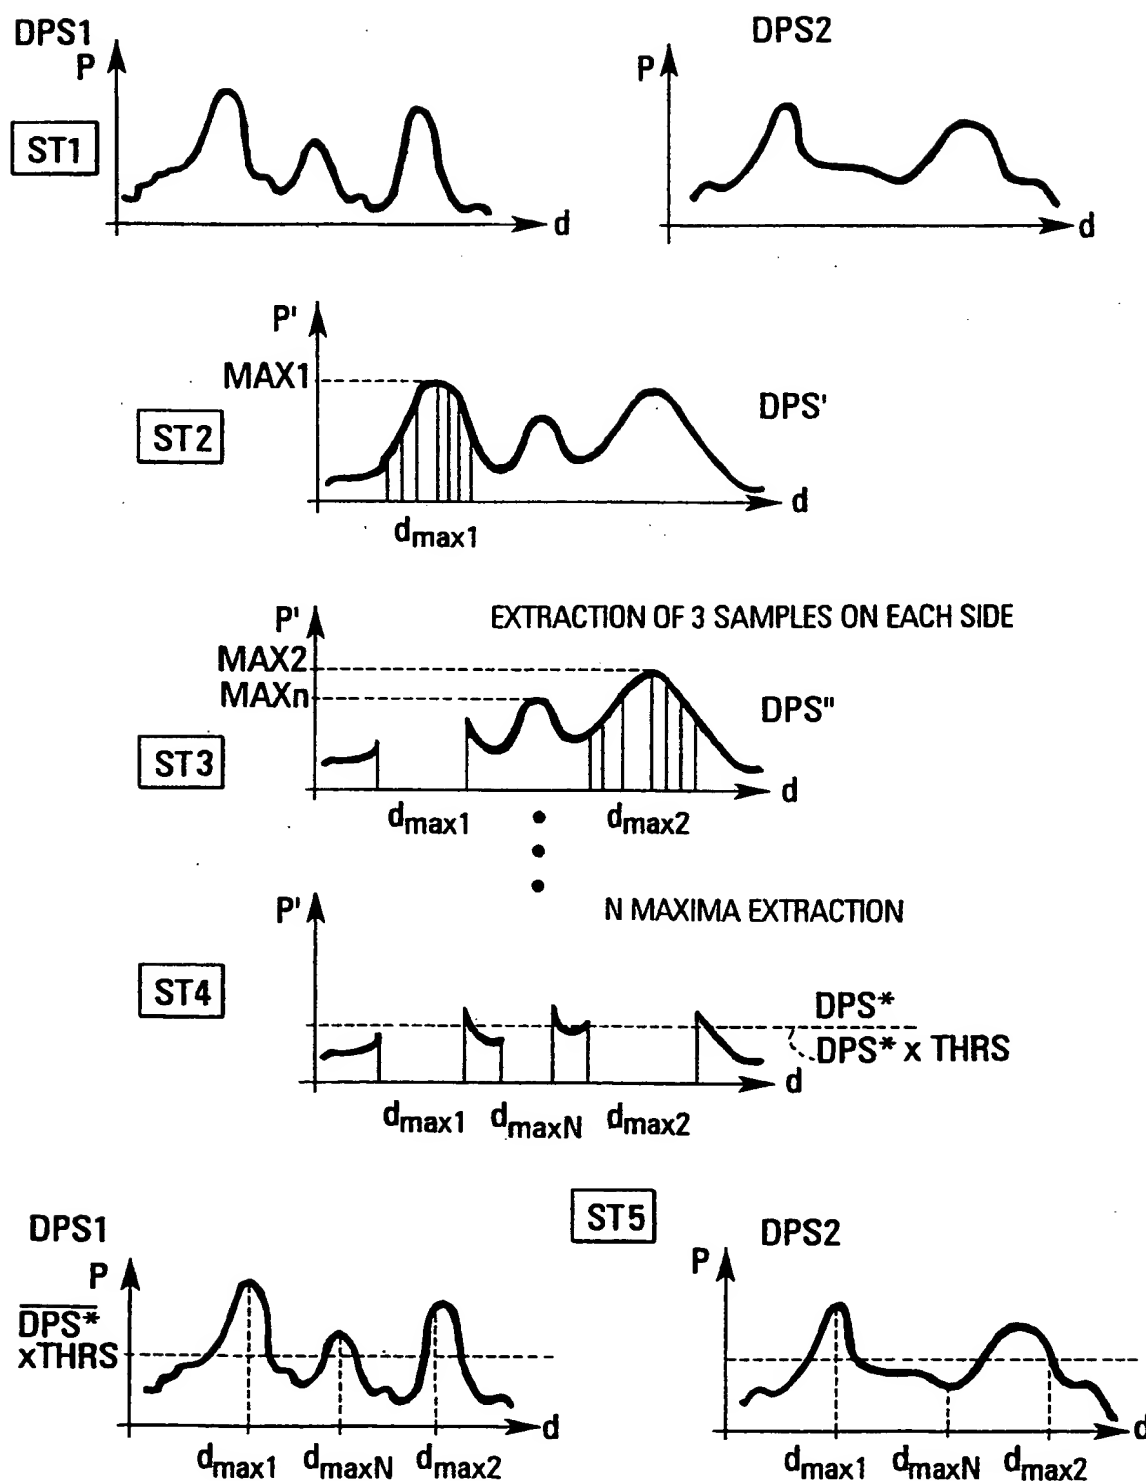 DPS1
DPS2
P
P
ST1
d
d
P'
MAX1
DPS'
ST2
d
dmax1
P'
EXTRACTION OF 3 SAMPLES ON EACH SIDE
MAX2
MAXn
DPS"
ST3
d
dmax1
dmax2
P'
N MAXIMA EXTRACTION
ST4
DPS*
DPS* x THRS
d
dmax1
dmaxN
dmax2
ST5
DPS1
DPS2
P
P
DPS*
xTHRS
d
d
dmax1
dmaxN
dmax2
dmax1
dmaxN
dmax2